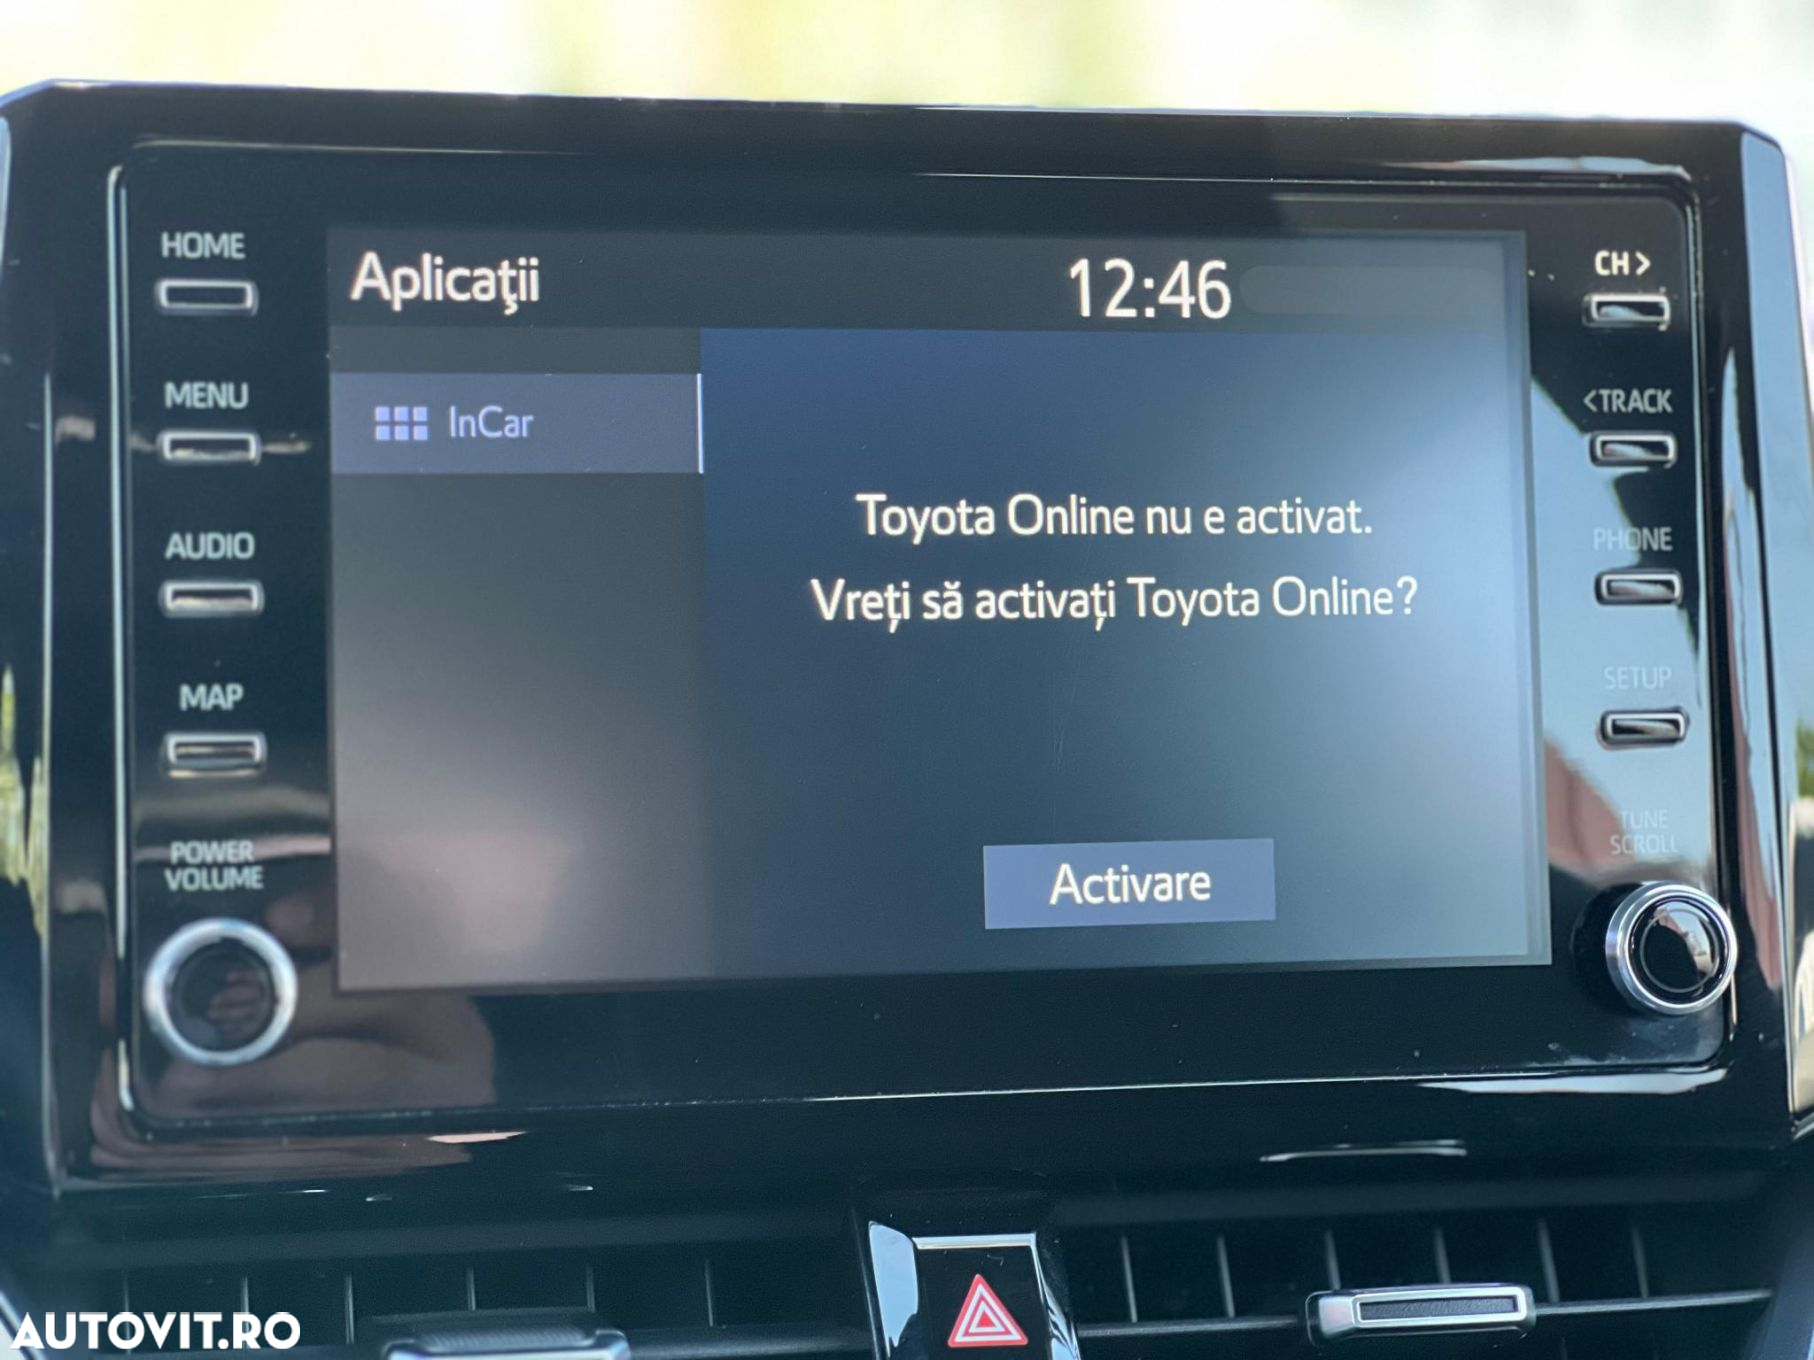 HOME
MENU
AUDIO
MAP
POWER
VOLUME
Aplicaţii
12:46
InCar
Toyota Online nu e activat.
Vreți să activați Toyota Online?
Activare
CH>
<TRACK
PHONE
SETUP
TUNE
SCROLL
AUTOVIT.RO